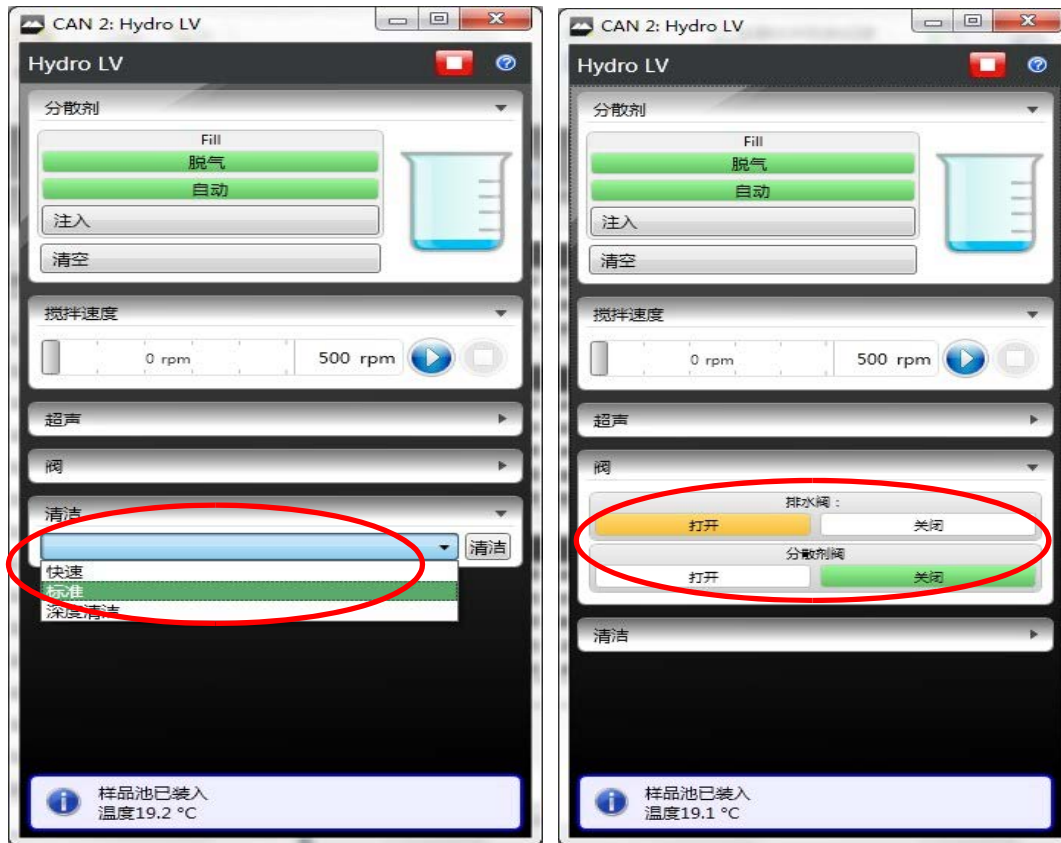 CAN 2: Hydro LV
Hydro LV
分散剂
Fill
脱气
自动
注入
清空
搅拌速度
0 rpm
500 rpm
超声
阀
清洁
清洁
快速
标准
深度清洁
样品池已装入
温度19.2 °C
CAN 2: Hydro LV
Hydro LV
分散剂
Fill
脱气
自动
注入
清空
搅拌速度
0 rpm
500 rpm
超声
阀
排水阀：
打开 关闭
分散剂阀
打开 关闭
清洁
样品池已装入
温度19.1 °C